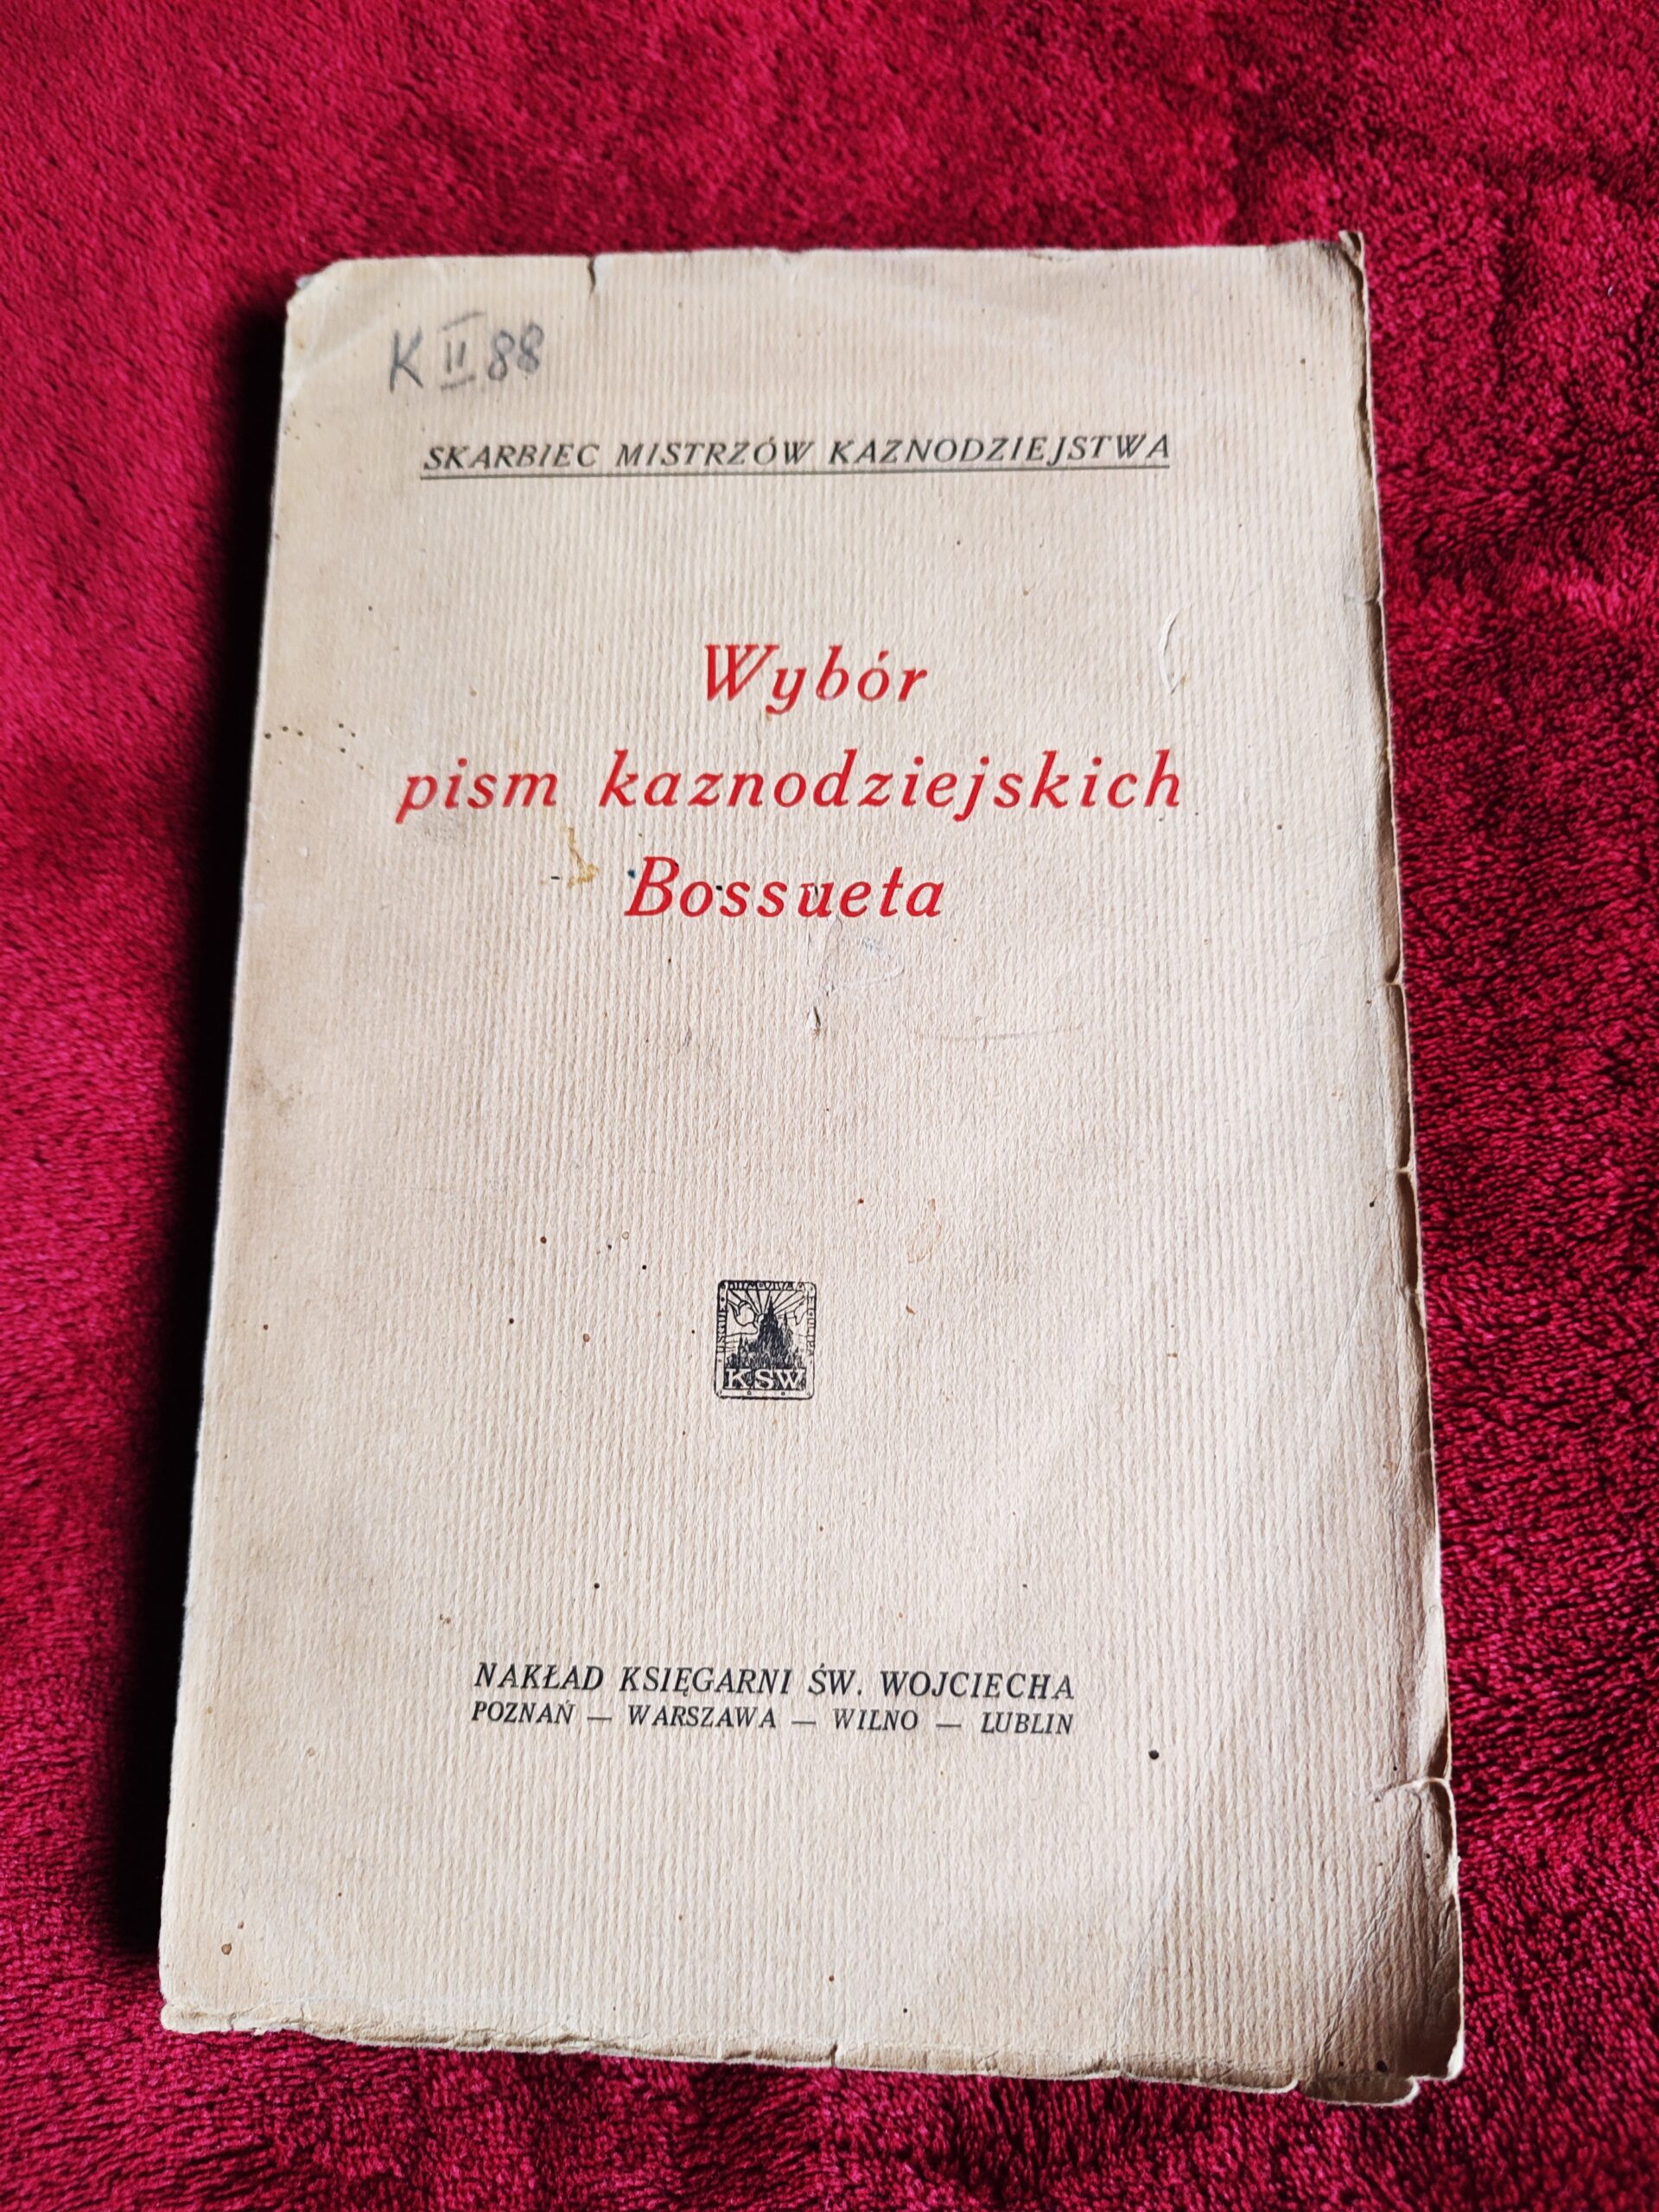 K II 88
SKARBIEC MISTRZÓW KAZNODZIEJSTWA
Wybór
pism kaznodziejskich
Bossueta
KSW
NAKŁAD KSIĘGARNI ŚW. WOJCIECHA
POZNAŃ — WARSZAWA — WILNO — LUBLIN